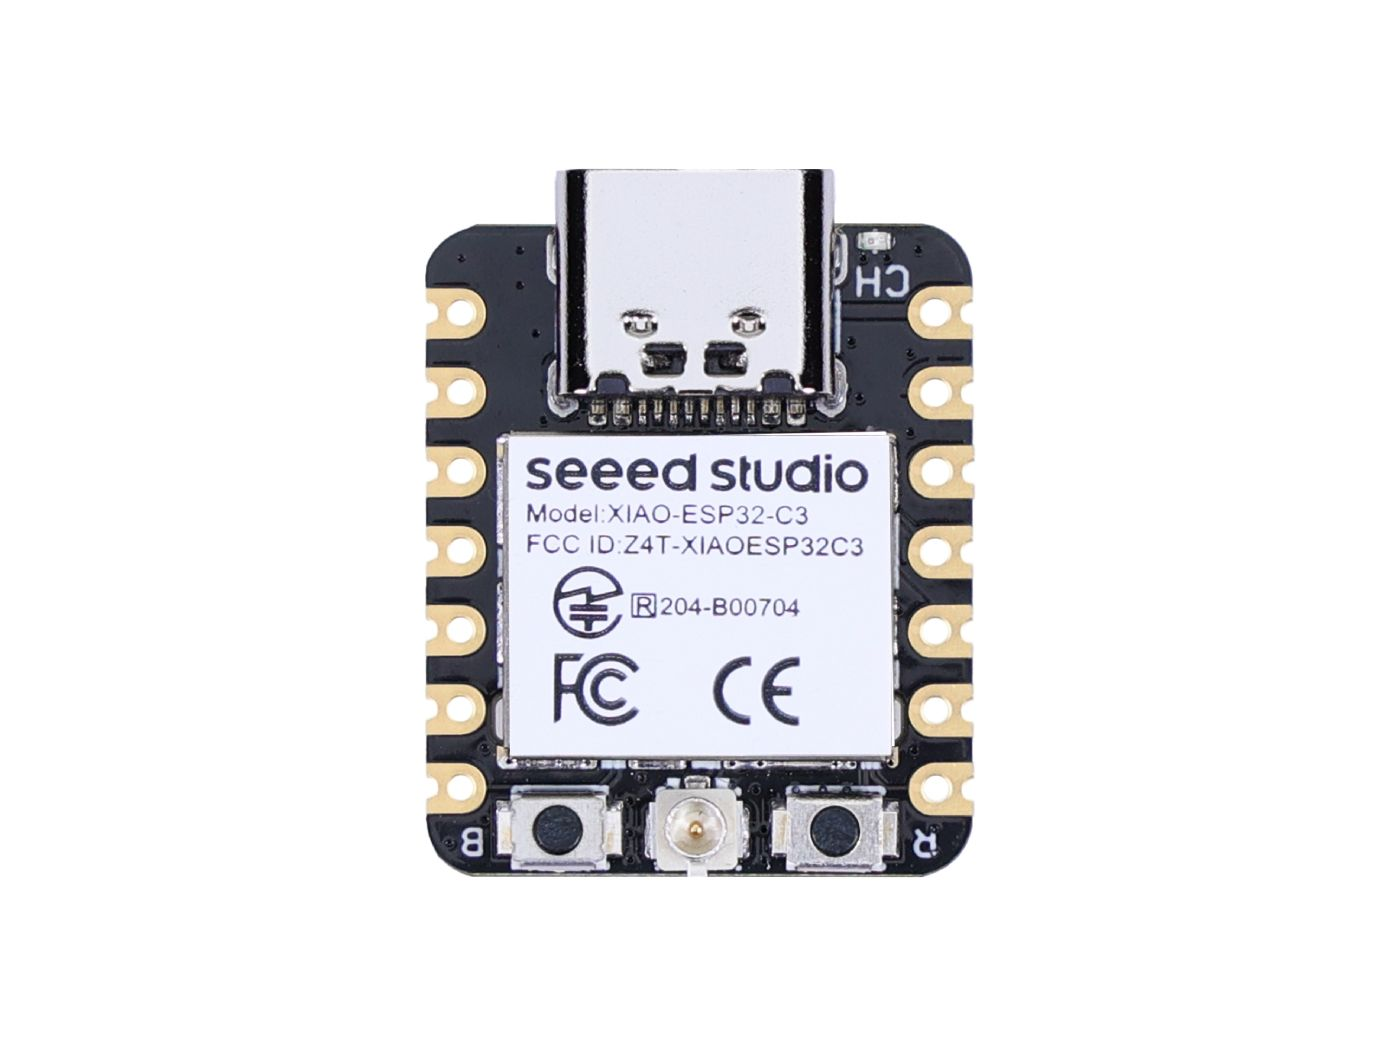 CH
seeed studio
Model:XIAO-ESP32-C3
FCC ID:Z4T-XIAOESP32C3
R 204-B00704
FC CE
B R